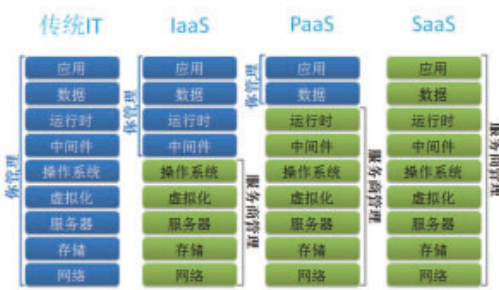 传统IT IaaS PaaS SaaS
应用 应用 应用 应用
数据 数据 数据 数据
运行时 运行时 运行时 运行时
中间件 中间件 中间件 中间件
操作系统 操作系统 操作系统 操作系统
虚拟化 虚拟化 虚拟化 虚拟化
服务器 服务器 服务器 服务器
存储 存储 存储 存储
网络 网络 网络 网络
你管理
你管理
服务商管理
你管理
服务商管理
服务商管理